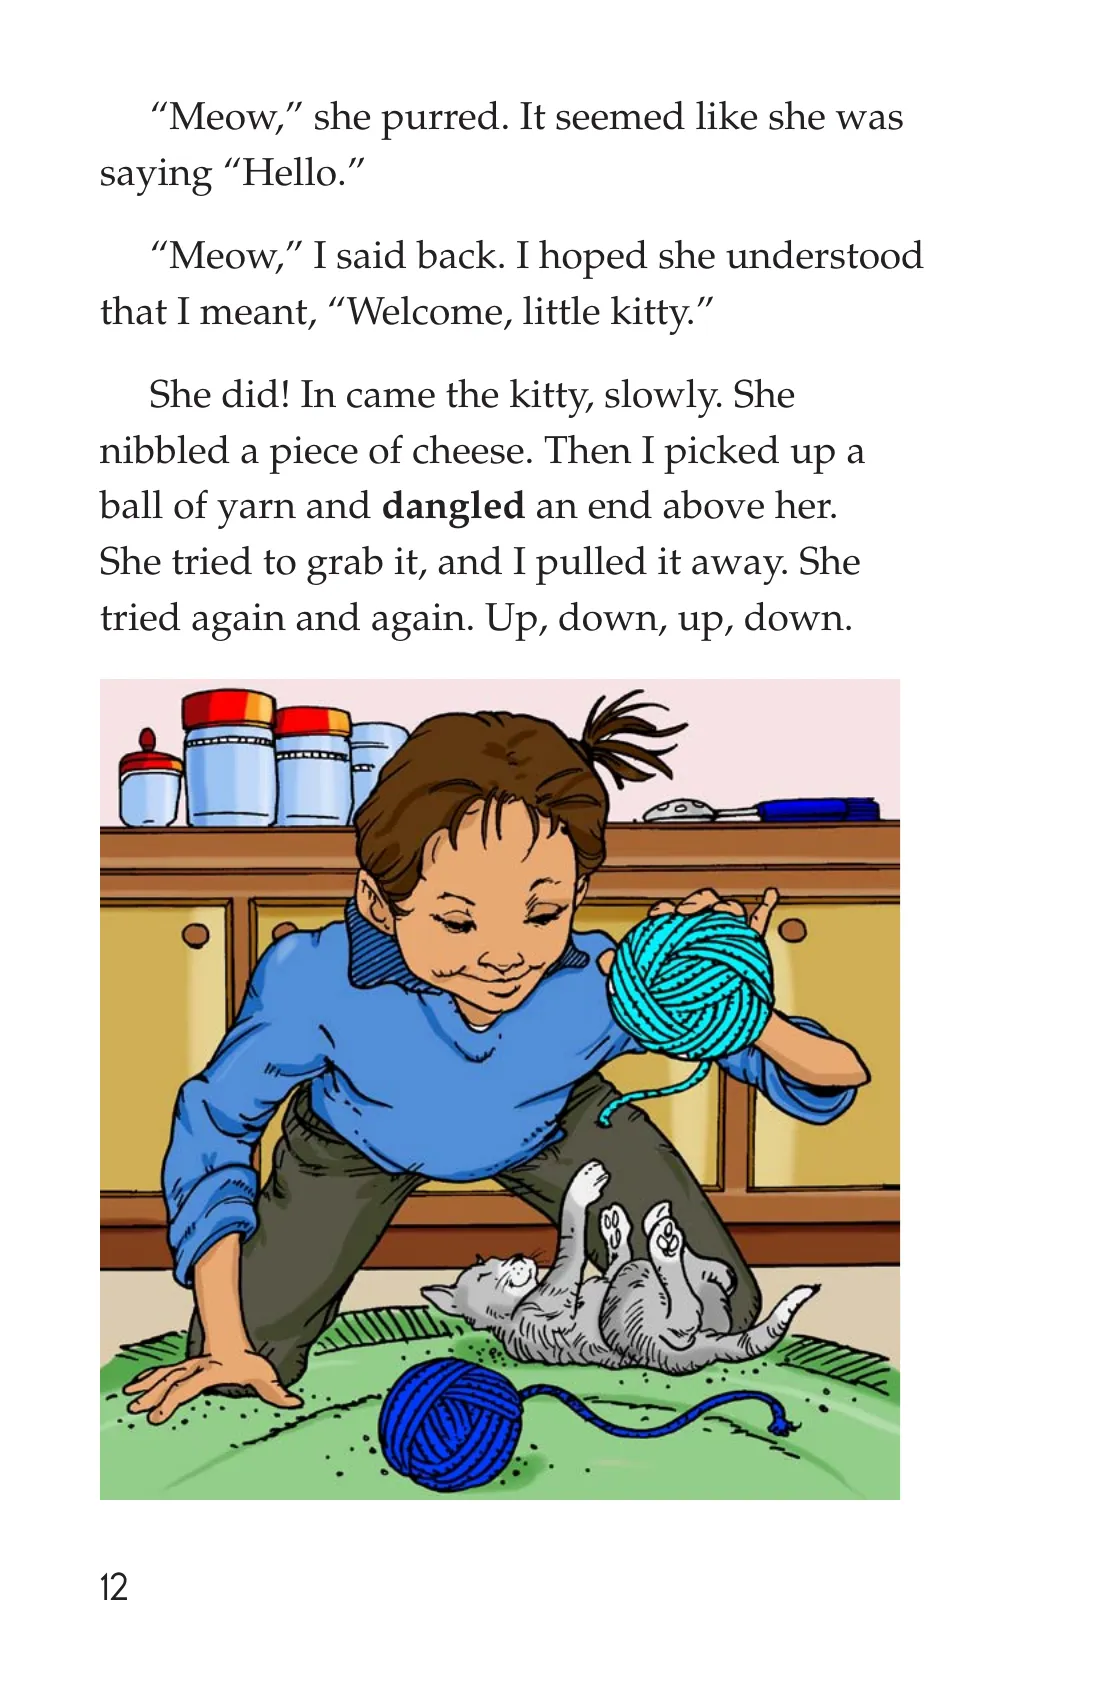 “Meow,” she purred. It seemed like she was
saying “Hello.”
“Meow,” I said back. I hoped she understood
that I meant, “Welcome, little kitty.”
She did! In came the kitty, slowly. She
nibbled a piece of cheese. Then I picked up a
ball of yarn and dangled an end above her.
She tried to grab it, and I pulled it away. She
tried again and again. Up, down, up, down.
12